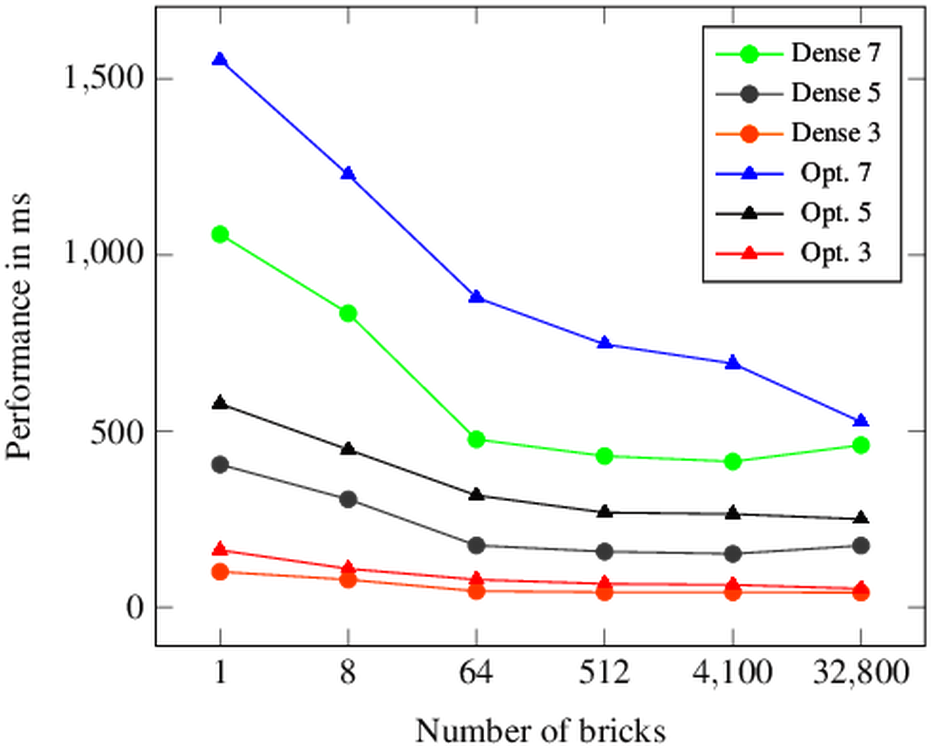 1,500
1,000
500
0
Performance in ms
Dense 7
Dense 5
Dense 3
Opt. 7
Opt. 5
Opt. 3
1 8 64 512 4,100 32,800
Number of bricks